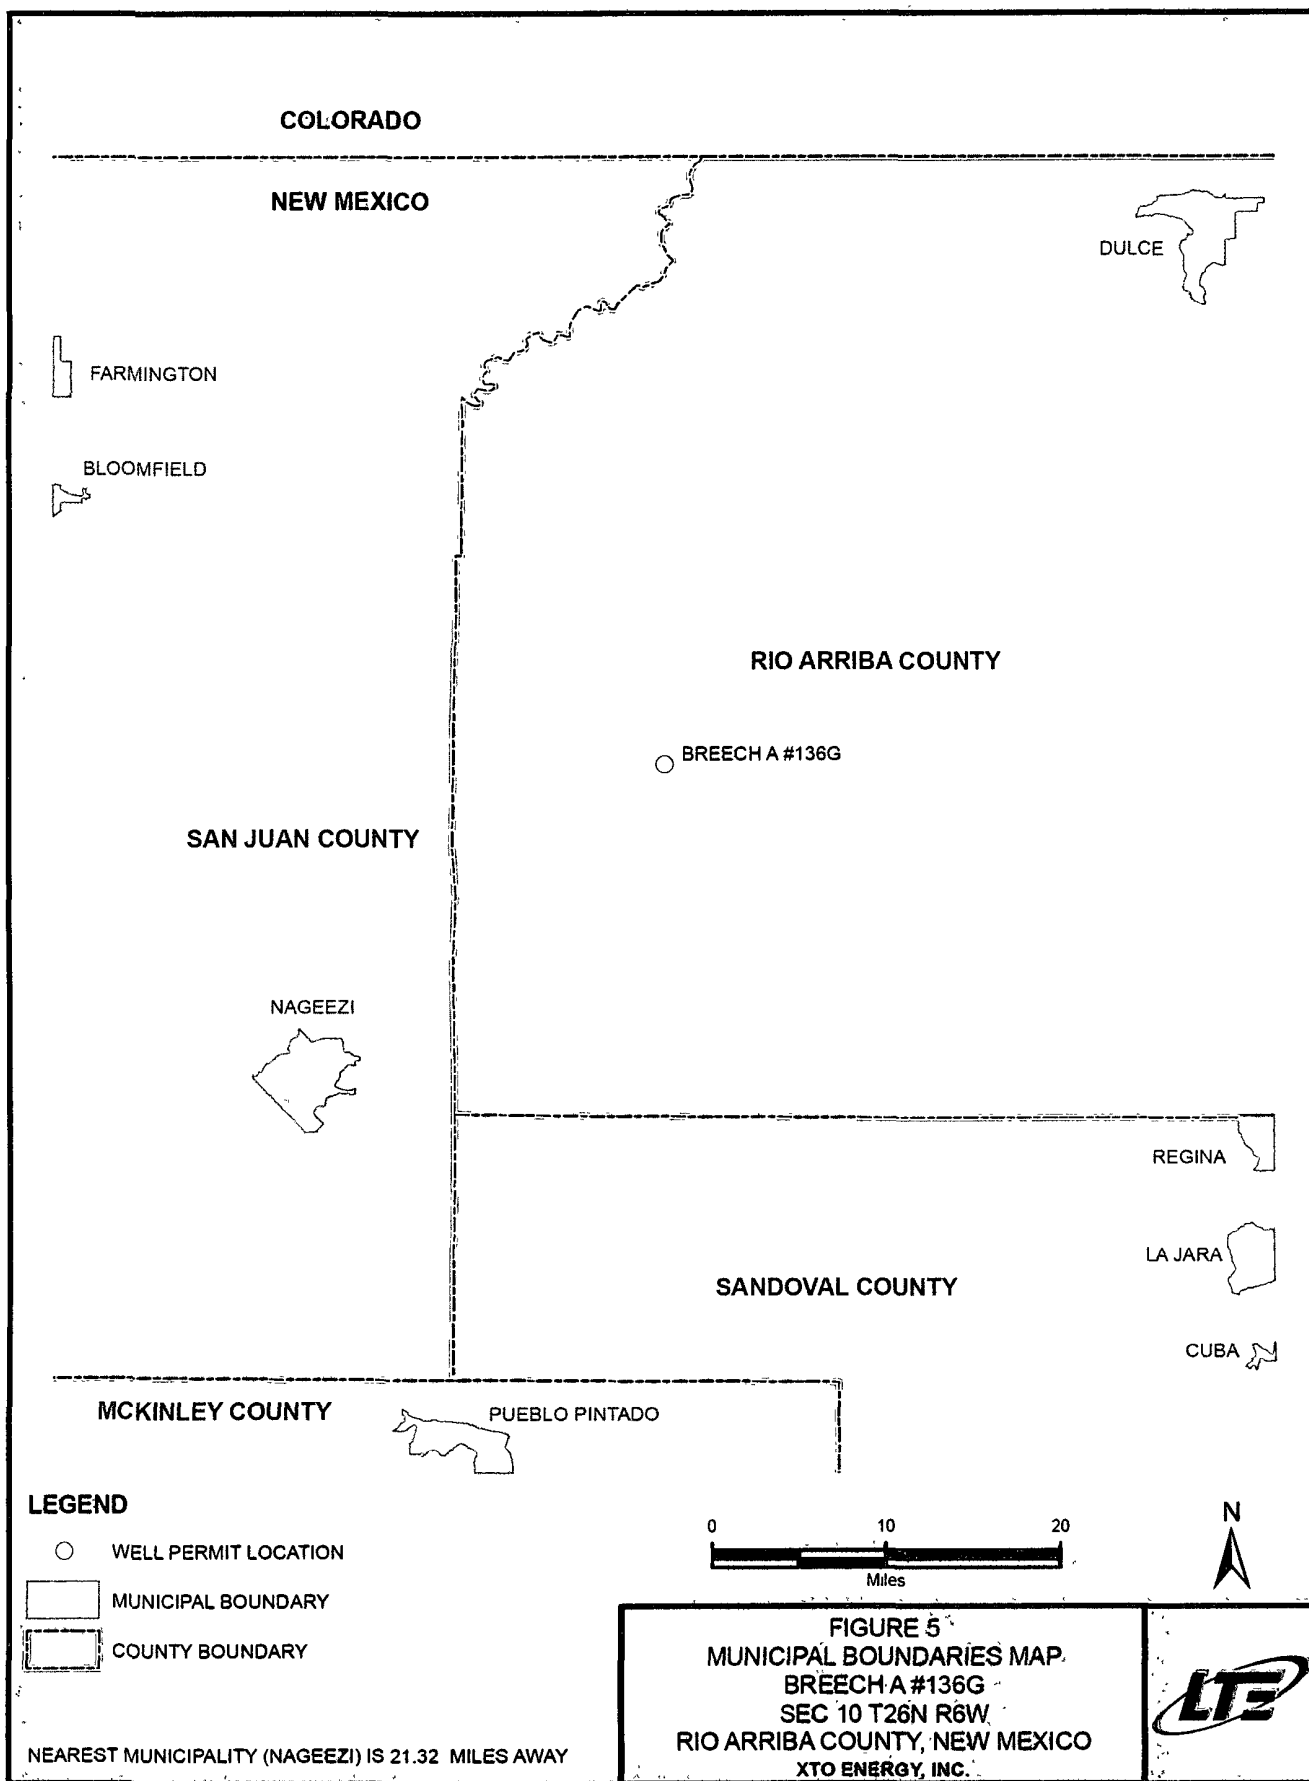 COLORADO
NEW MEXICO
DULCE
FARMINGTON
BLOOMFIELD
RIO ARRIBA COUNTY
BREECH A #136G
SAN JUAN COUNTY
NAGEEZI
REGINA
LA JARA
SANDOVAL COUNTY
CUBA
MCKINLEY COUNTY
PUEBLO PINTADO
LEGEND
WELL PERMIT LOCATION
MUNICIPAL BOUNDARY
COUNTY BOUNDARY
0 10 20
Miles
N
NEAREST MUNICIPALITY (NAGEEZI) IS 21.32 MILES AWAY
FIGURE 5
MUNICIPAL BOUNDARIES MAP
BREECH A #136G
SEC 10 T26N R6W
RIO ARRIBA COUNTY, NEW MEXICO
XTO ENERGY, INC.
LTE